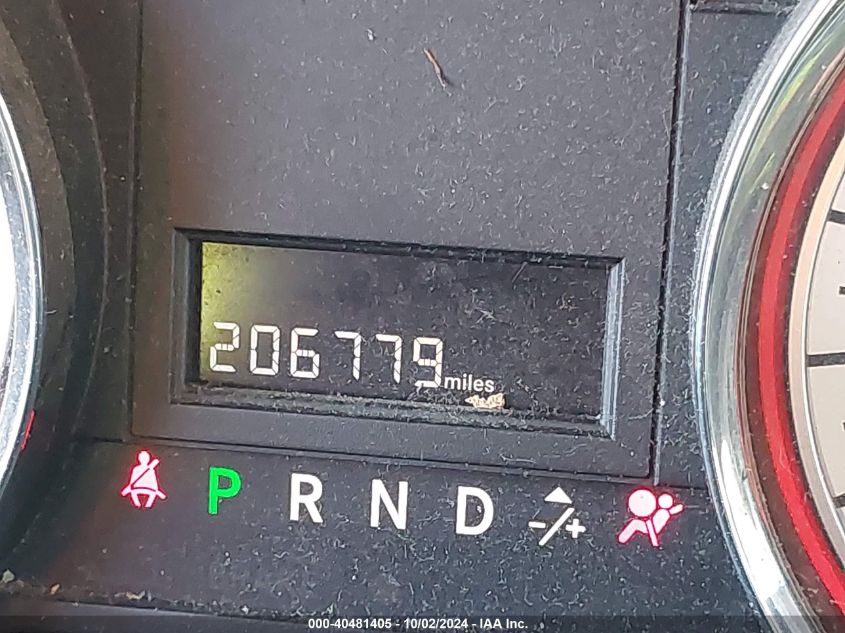 206779 miles
P R N D -/+
000-40481405 - 10/02/2024 - IAA Inc.